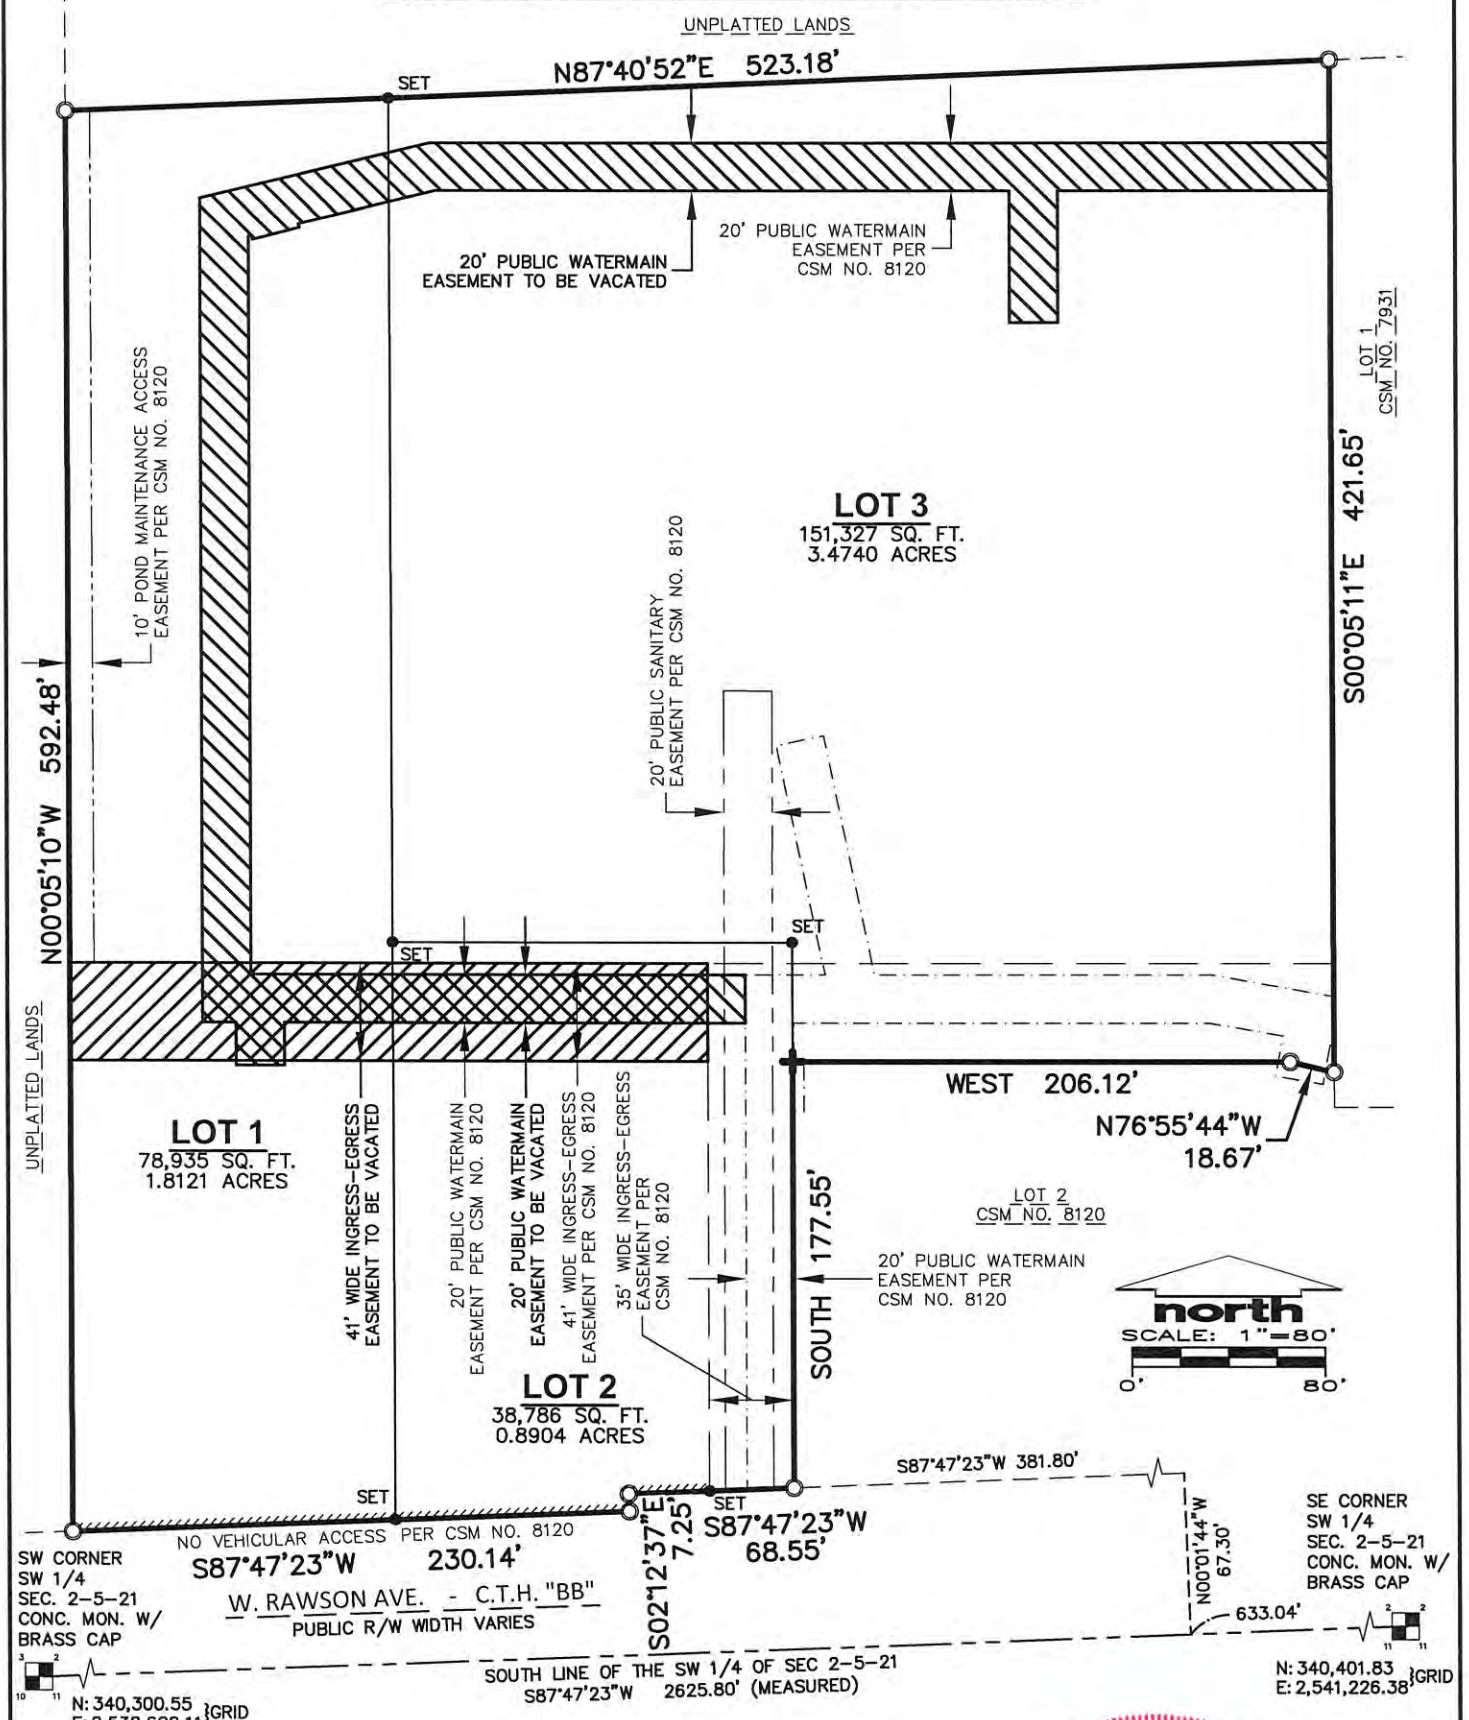 UNPLATTED LANDS
N87°40'52"E 523.18'
SET
20' PUBLIC WATERMAIN
EASEMENT TO BE VACATED
20' PUBLIC WATERMAIN
EASEMENT PER
CSM NO. 8120
LOT 1
CSM NO. 7931
10' POND MAINTENANCE ACCESS
EASEMENT PER CSM NO. 8120
LOT 3
151,327 SQ. FT.
3.4740 ACRES
S00°05'11"E 421.65'
20' PUBLIC SANITARY
EASEMENT PER CSM NO. 8120
N00°05'10"W 592.48'
SET
SET
UNPLATTED LANDS
WEST 206.12'
N76°55'44"W
18.67'
LOT 1
78,935 SQ. FT.
1.8121 ACRES
41' WIDE INGRESS-EGRESS
EASEMENT TO BE VACATED
20' PUBLIC WATERMAIN
EASEMENT PER CSM NO. 8120
20' PUBLIC WATERMAIN
EASEMENT TO BE VACATED
41' WIDE INGRESS-EGRESS
EASEMENT PER CSM NO. 8120
35' WIDE INGRESS-EGRESS
EASEMENT PER
CSM NO. 8120
SOUTH 177.55'
LOT 2
CSM NO. 8120
20' PUBLIC WATERMAIN
EASEMENT PER
CSM NO. 8120
north
SCALE: 1"=80'
0' 80'
LOT 2
38,786 SQ. FT.
0.8904 ACRES
S87°47'23"W 381.80'
SET
SET
NO VEHICULAR ACCESS PER CSM NO. 8120
S87°47'23"W 230.14'
S02°12'37"E
7.25'
S87°47'23"W
68.55'
N00°01'44"W
67.30'
SW CORNER
SW 1/4
SEC. 2-5-21
CONC. MON. W/
BRASS CAP
W. RAWSON AVE. - C.T.H. "BB"
PUBLIC R/W WIDTH VARIES
SE CORNER
SW 1/4
SEC. 2-5-21
CONC. MON. W/
BRASS CAP
633.04'
3 2
10 11
2 2
11 11
SOUTH LINE OF THE SW 1/4 OF SEC 2-5-21
S87°47'23"W 2625.80' (MEASURED)
N: 340,300.55
GRID
N: 340,401.83
E: 2,541,226.38
GRID